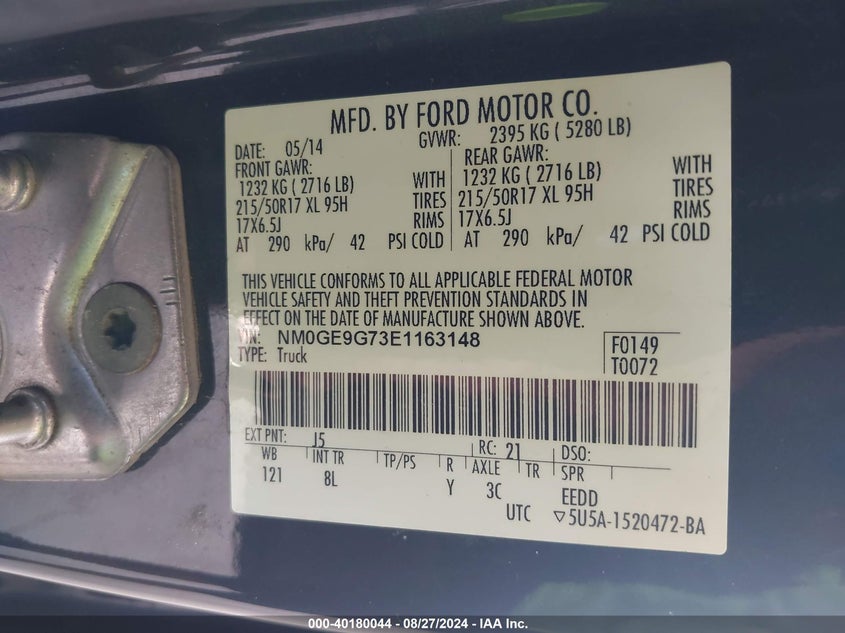 MFD. BY FORD MOTOR CO.
DATE: 05/14 GVWR: 2395 KG ( 5280 LB)
FRONT GAWR: REAR GAWR:
1232 KG ( 2716 LB) WITH 1232 KG ( 2716 LB) WITH
215/50R17 XL 95H TIRES 215/50R17 XL 95H TIRES
17X6.5J RIMS 17X6.5J RIMS
AT 290 kPa/ 42 PSI COLD AT 290 kPa/ 42 PSI COLD
THIS VEHICLE CONFORMS TO ALL APPLICABLE FEDERAL MOTOR
VEHICLE SAFETY AND THEFT PREVENTION STANDARDS IN
EFFECT ON THE DATE OF MANUFACTURE SHOWN ABOVE.
VIN: NM0GE9G73E1163148 F0149
TYPE: Truck T0072
EXT PNT: J5 RC: 21 DSO:
WB INT TR TP/PS R AXLE TR SPR
121 8L Y 3C EEDD
UTC ▽5U5A-1520472-BA
000-40180044 - 08/27/2024 - IAA Inc.